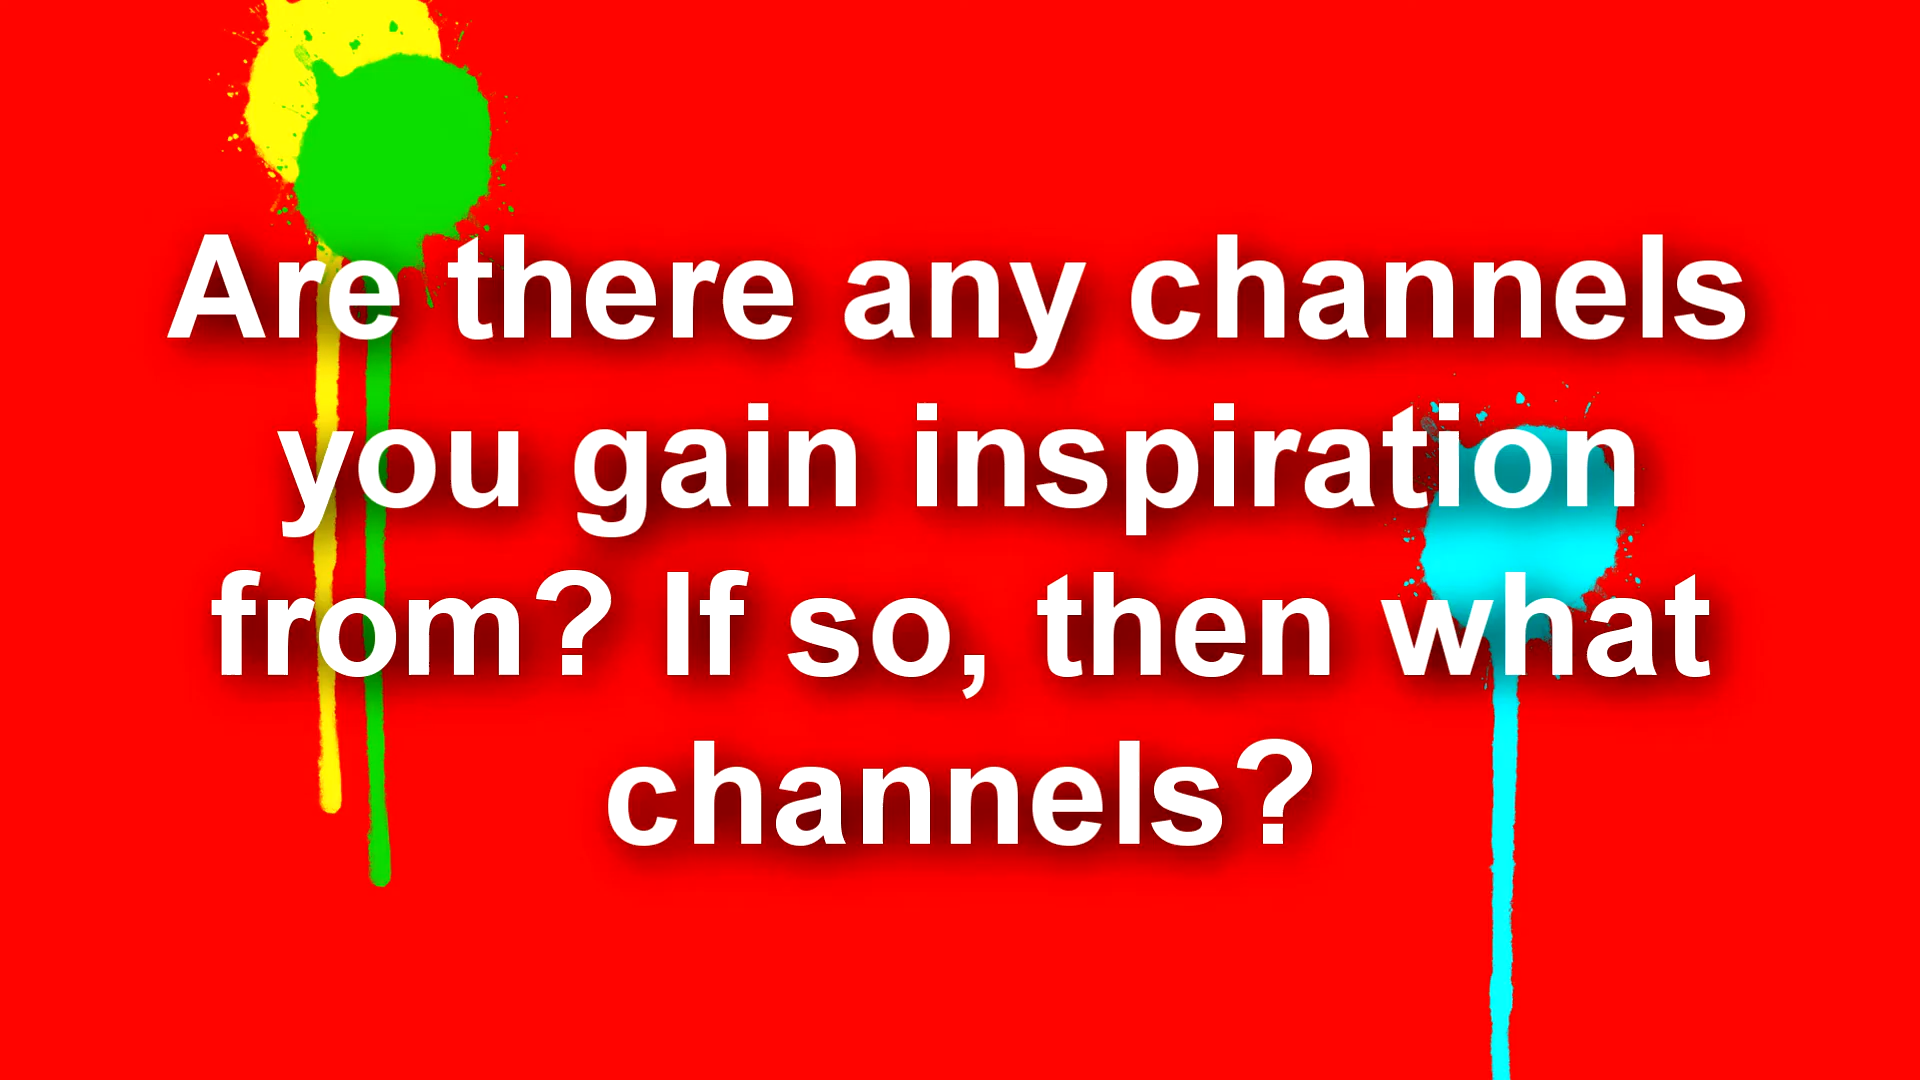 Are there any channels
you gain inspiration
from? If so, then what
channels?